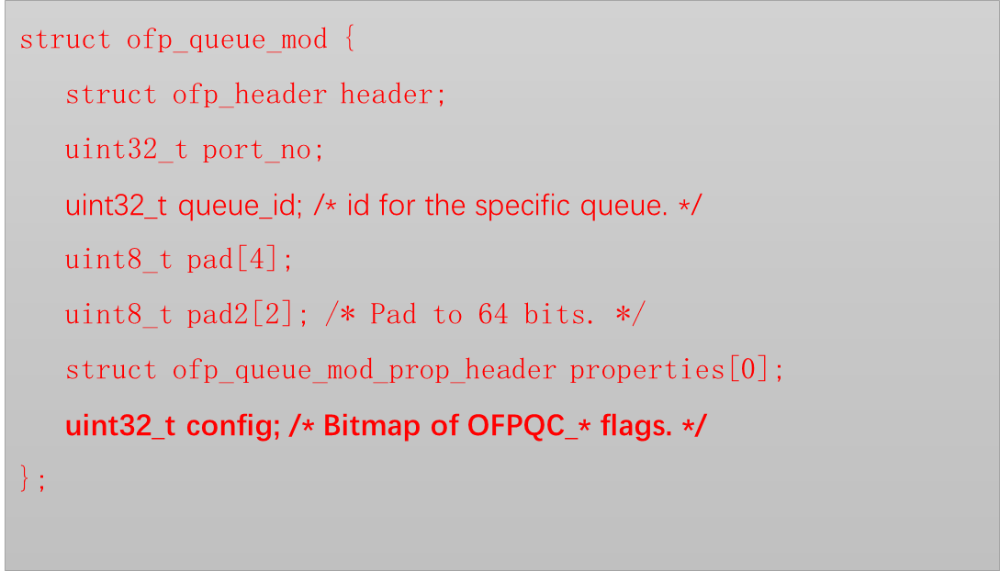 struct ofp_queue_mod {
struct ofp_header header;
uint32_t port_no;
uint32_t queue_id; /* id for the specific queue. */
uint8_t pad[4];
uint8_t pad2[2]; /* Pad to 64 bits. */
struct ofp_queue_mod_prop_header properties[0];
uint32_t config; /* Bitmap of OFPQC_* flags. */
};